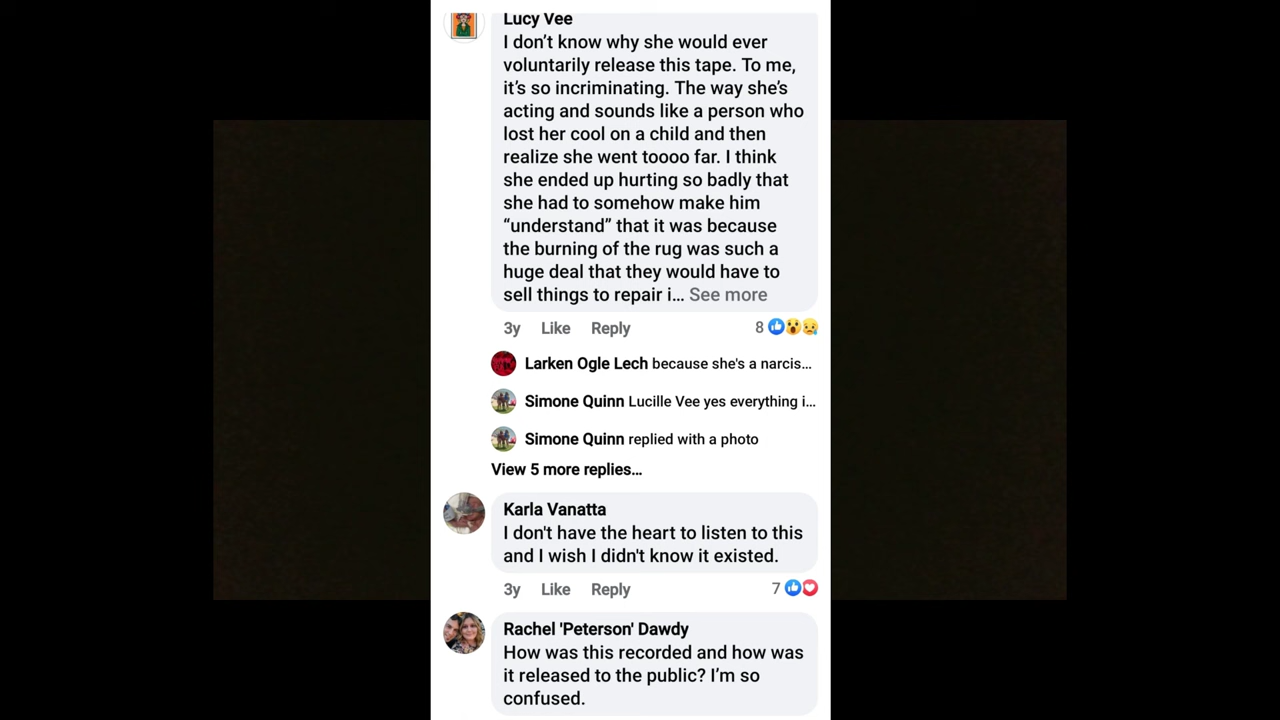 Lucy Vee
I don’t know why she would ever
voluntarily release this tape. To me,
it’s so incriminating. The way she’s
acting and sounds like a person who
lost her cool on a child and then
realize she went toooo far. I think
she ended up hurting so badly that
she had to somehow make him
“understand” that it was because
the burning of the rug was such a
huge deal that they would have to
sell things to repair i... See more
3y Like Reply 8
Larken Ogle Lech because she's a narcis...
Simone Quinn Lucille Vee yes everything i...
Simone Quinn replied with a photo
View 5 more replies...
Karla Vanatta
I don't have the heart to listen to this
and I wish I didn't know it existed.
3y Like Reply 7
Rachel 'Peterson' Dawdy
How was this recorded and how was
it released to the public? I’m so
confused.